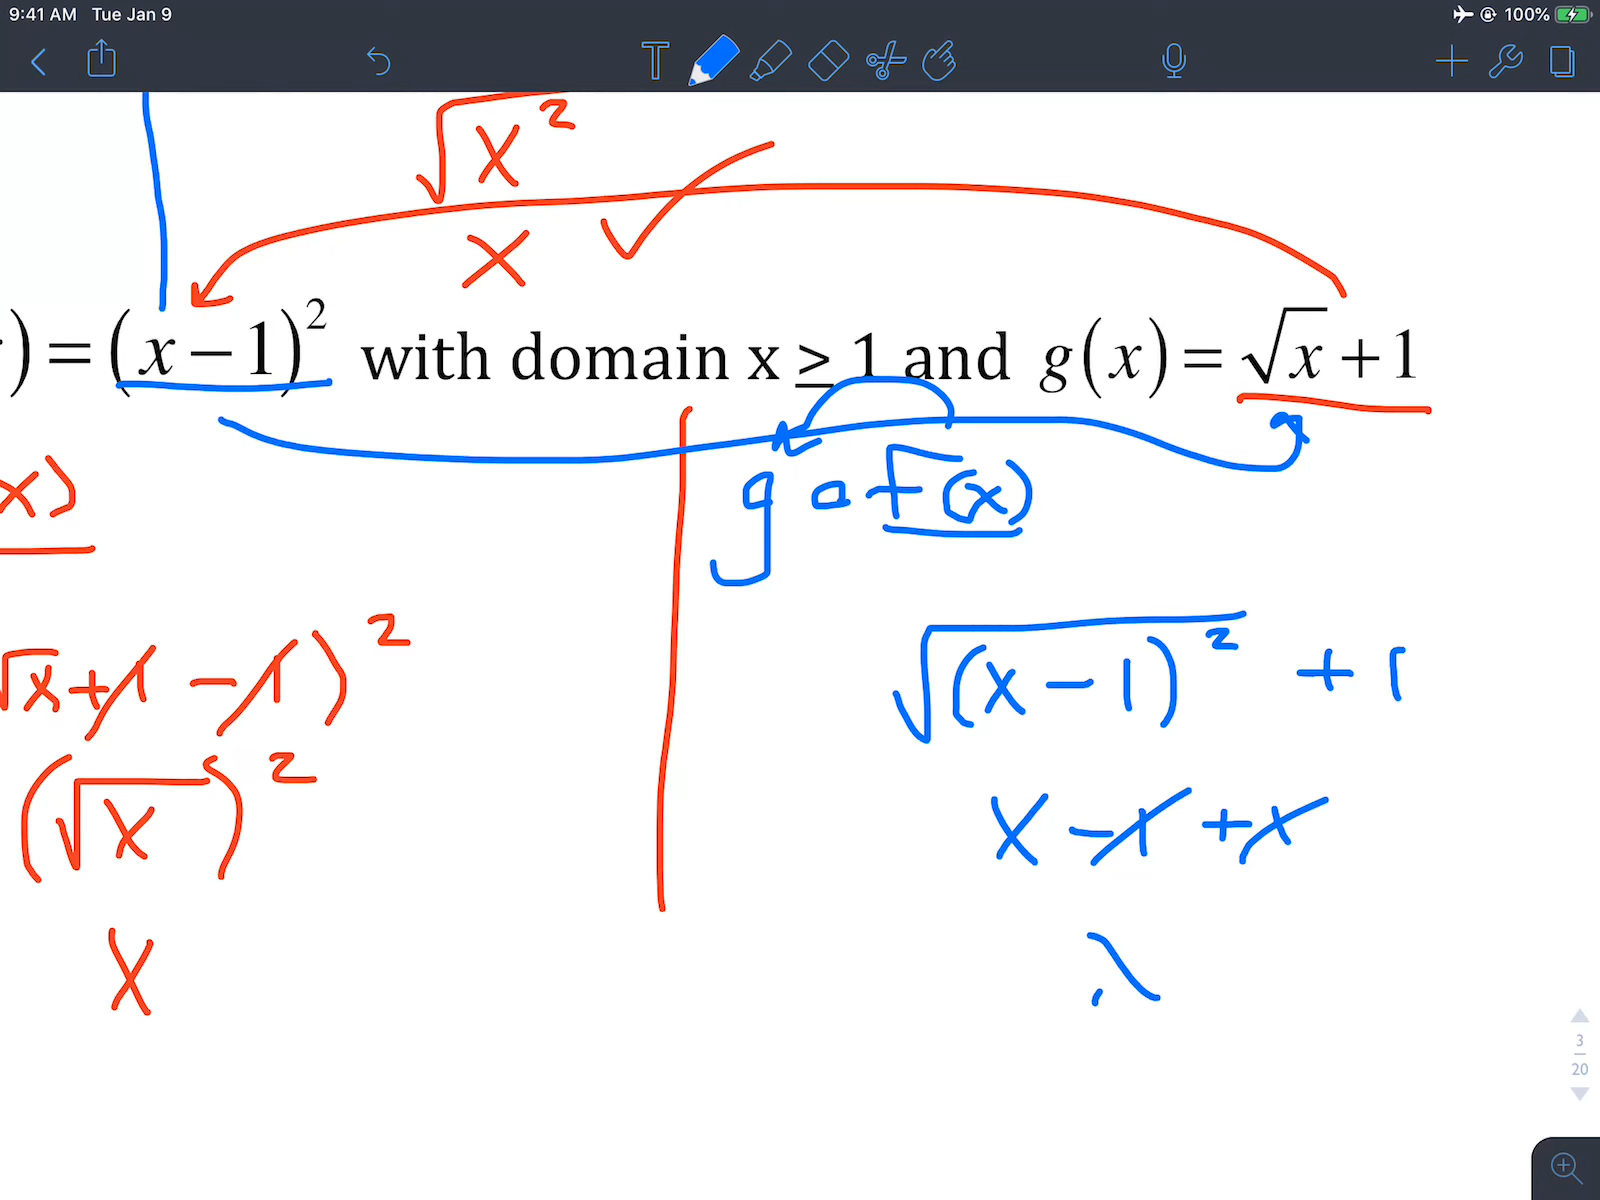 9:41 AM Tue Jan 9 100%
T
√x²
x
) = (x − 1)² with domain x ≥ 1 and g(x) = √x + 1
x) g o f(x)
√x + 1 − 1)² √(x − 1)² + 1
(√x)² x − 1 + 1
x x
3
20